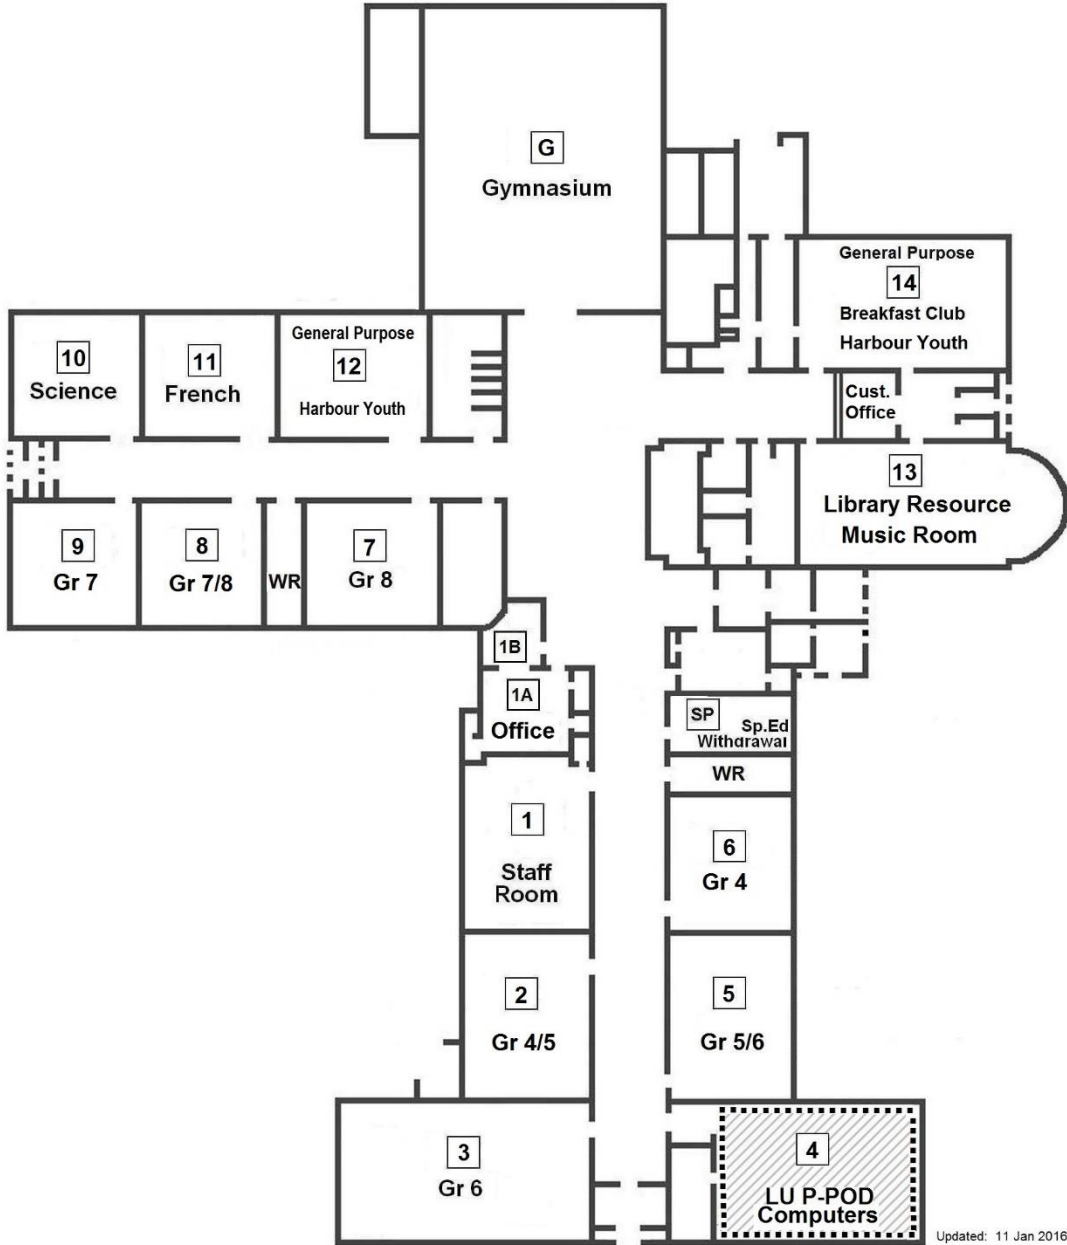 G
Gymnasium
General Purpose
14
Breakfast Club
Harbour Youth
10
Science
11
French
General Purpose
12
Harbour Youth
Cust.
Office
13
Library Resource
Music Room
9
Gr 7
8
Gr 7/8
WR
7
Gr 8
1B
1A
Office
SP
Sp.Ed
Withdrawal
WR
1
Staff
Room
6
Gr 4
2
Gr 4/5
5
Gr 5/6
3
Gr 6
4
LU P-POD
Computers
Updated: 11 Jan 2016